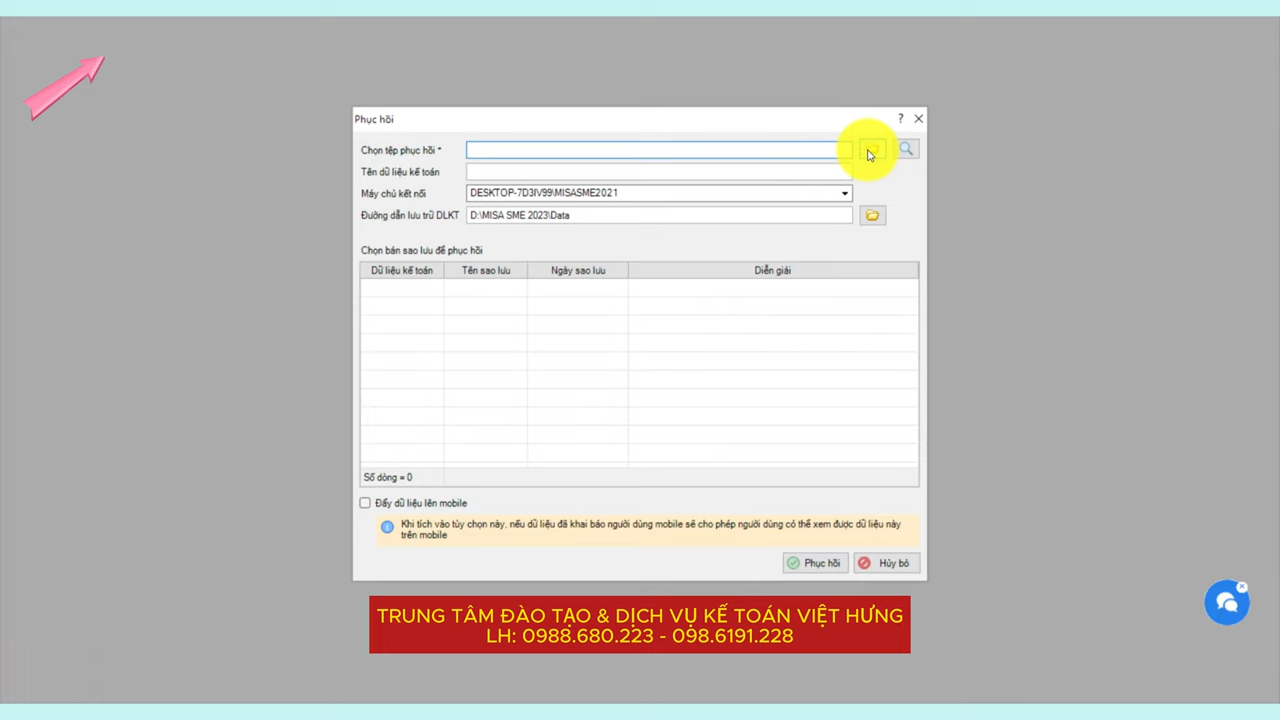 Phục hồi
?
Chọn tệp phục hồi *
Tên dữ liệu kế toán
Máy chủ kết nối DESKTOP-7D3IV99\MISASME2021
Đường dẫn lưu trữ DLKT D:\MISA SME 2023\Data
Chọn bản sao lưu để phục hồi
Dữ liệu kế toán Tên sao lưu Ngày sao lưu Diễn giải
Số dòng = 0
Đẩy dữ liệu lên mobile
Khi tích vào tùy chọn này, nếu dữ liệu đã khai báo người dùng mobile sẽ cho phép người dùng có thể xem được dữ liệu này
trên mobile
Phục hồi Hủy bỏ
TRUNG TÂM ĐÀO TẠO & DỊCH VỤ KẾ TOÁN VIỆT HƯNG
LH: 0988.680.223 - 098.6191.228